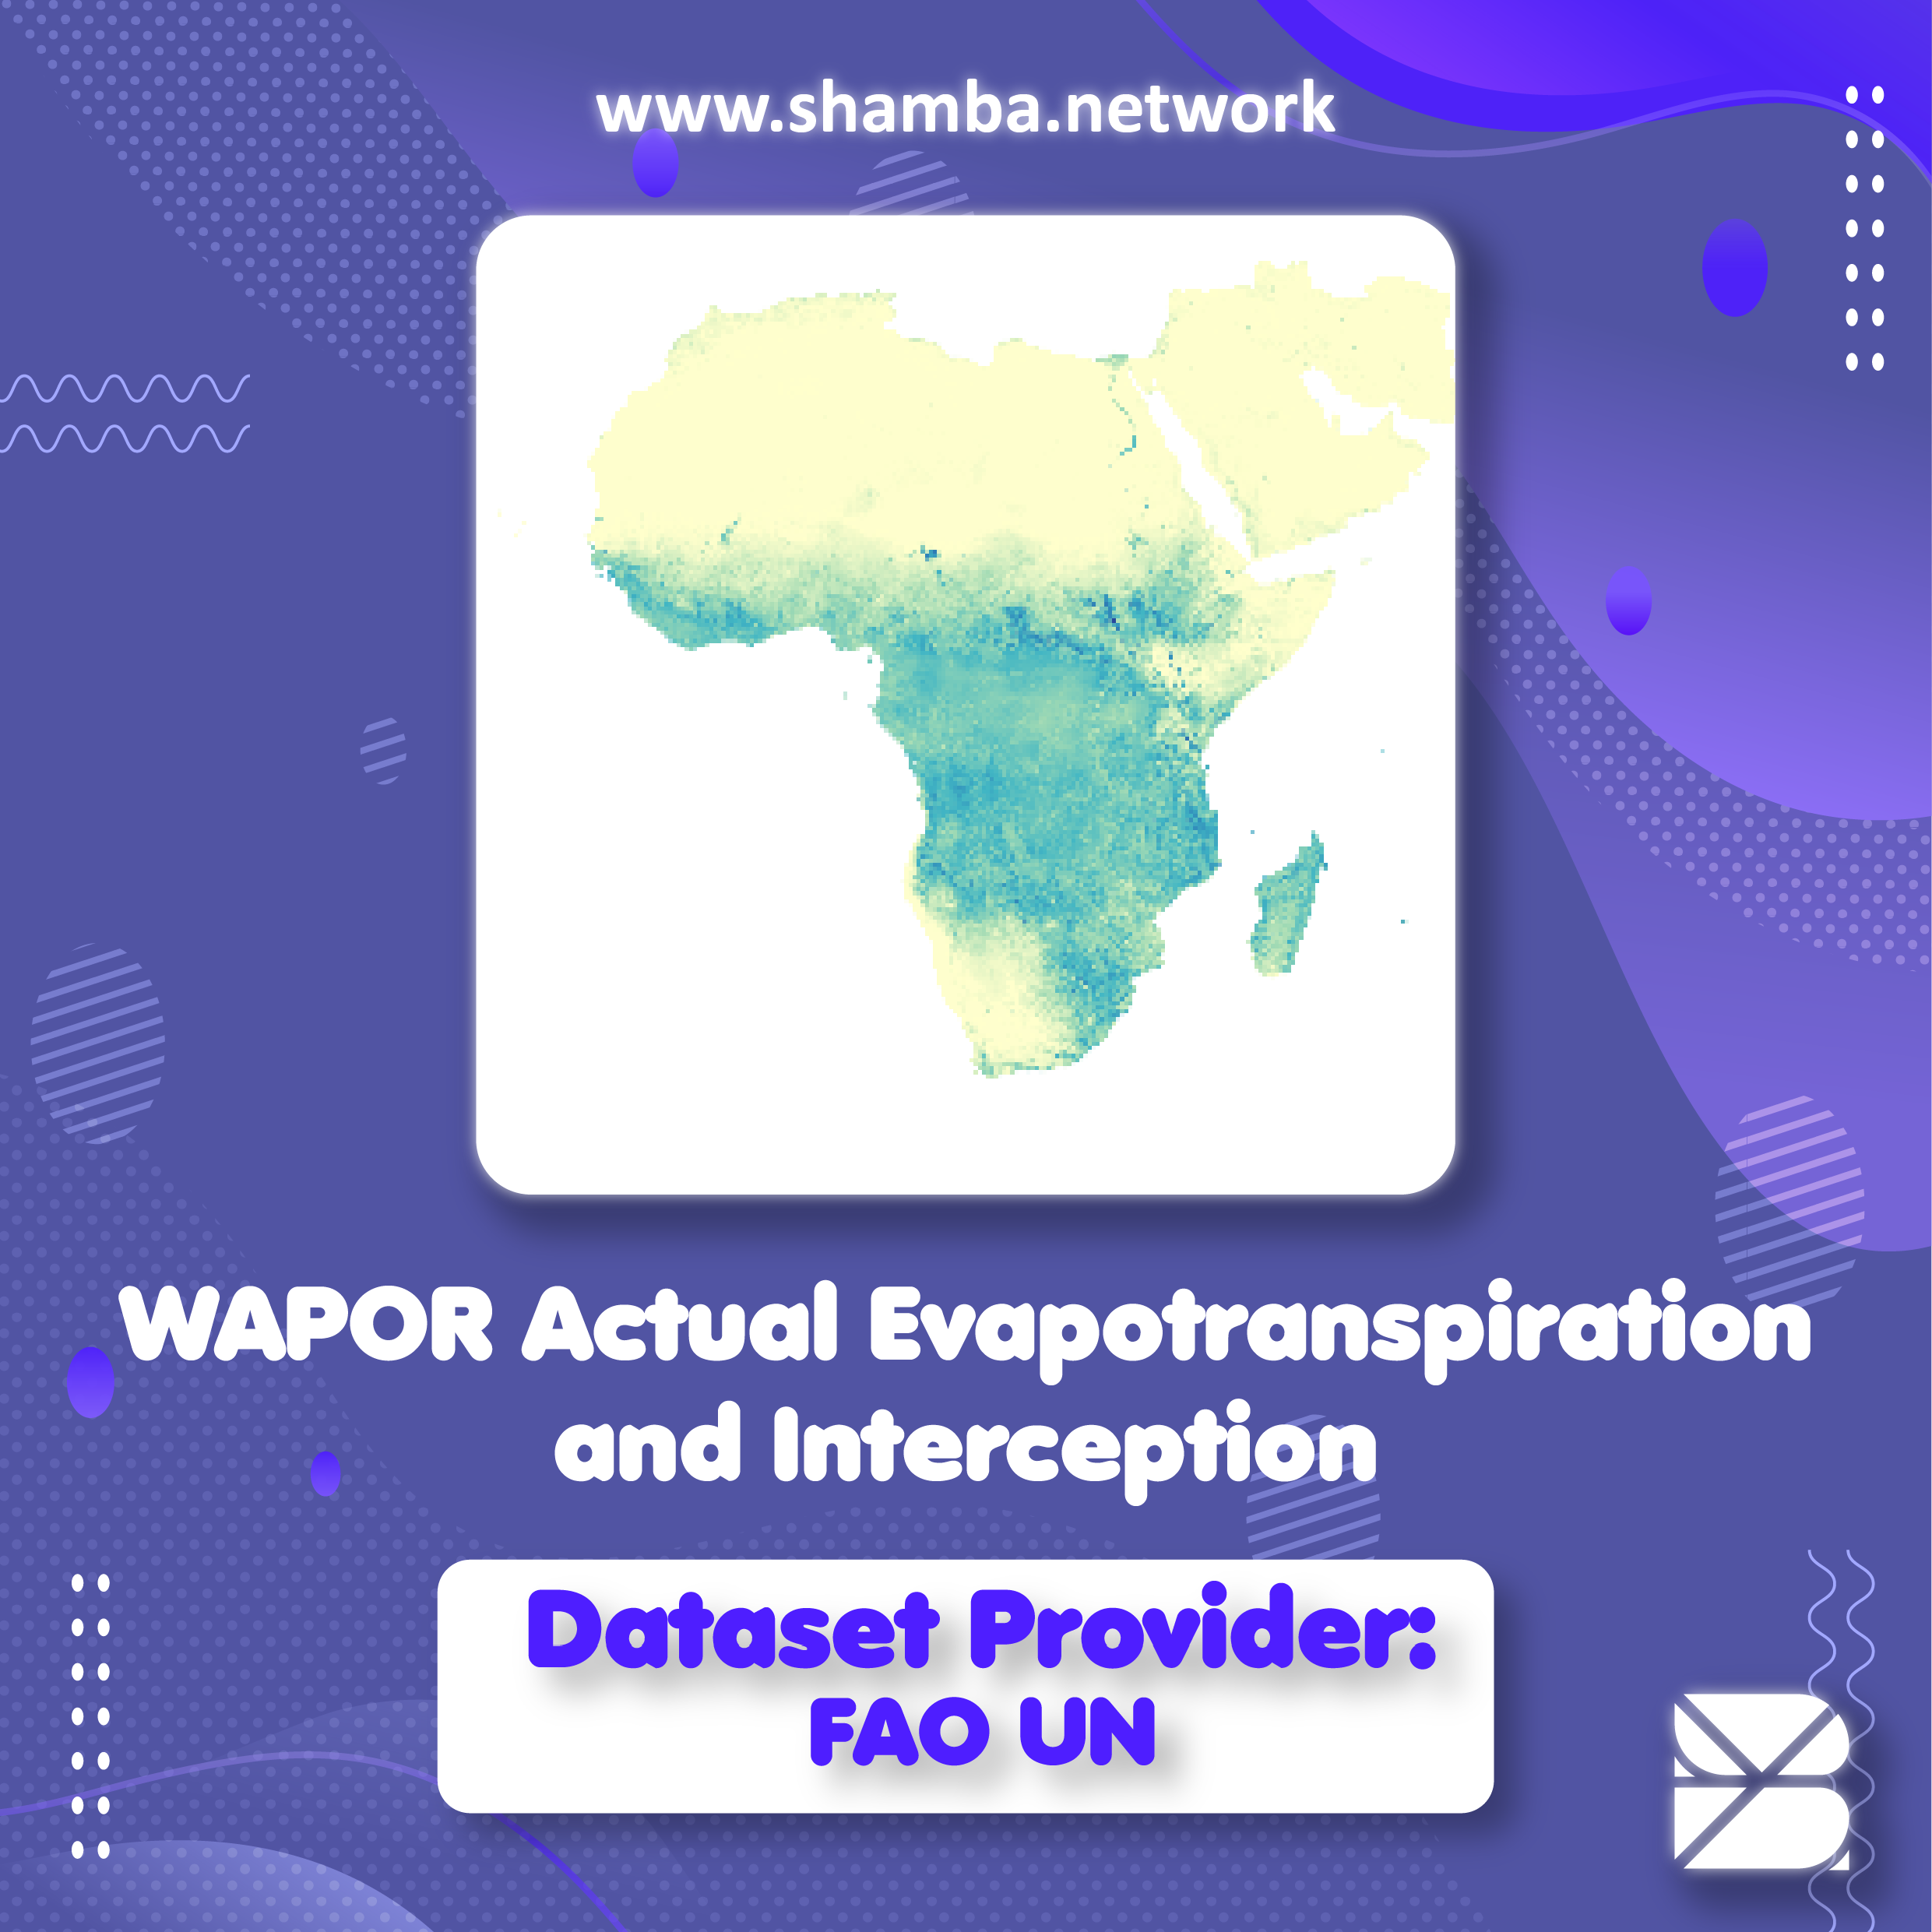 www.shamba.network
WAPOR Actual Evapotranspiration
and Interception
Dataset Provider:
FAO UN